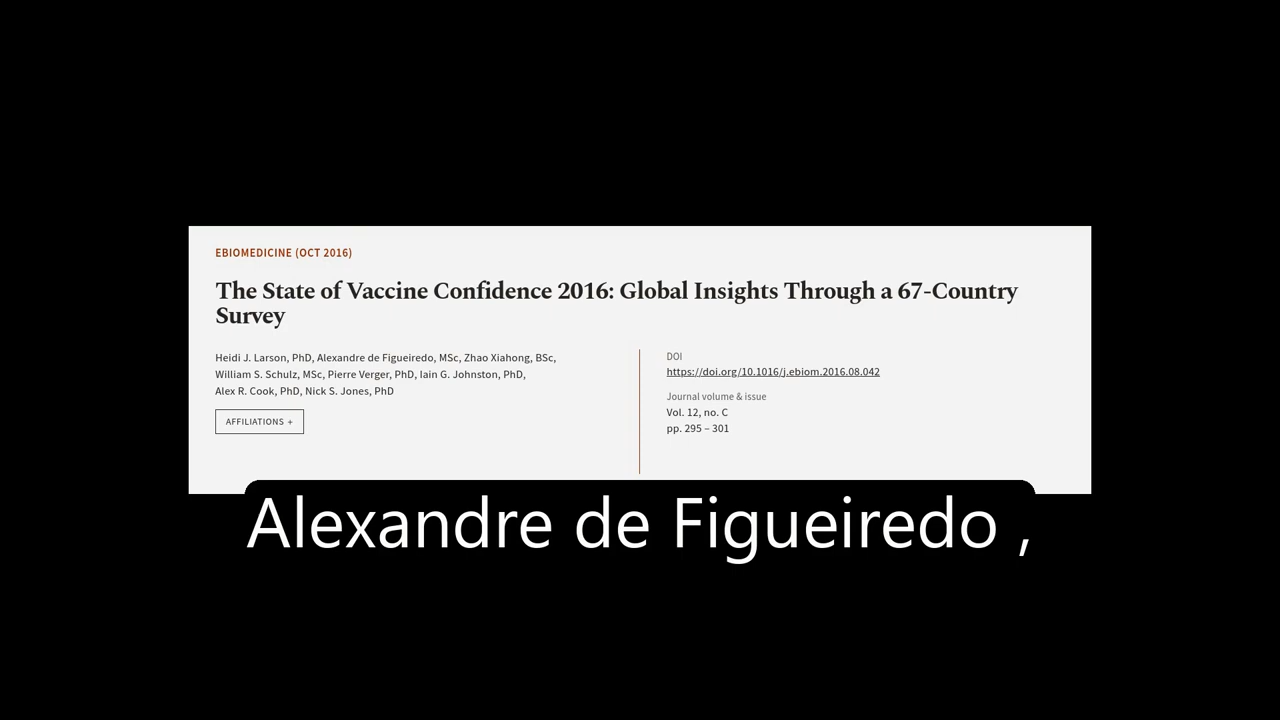 EBIOMEDICINE (OCT 2016)
The State of Vaccine Confidence 2016: Global Insights Through a 67-Country
Survey
Heidi J. Larson, PhD, Alexandre de Figueiredo, MSc, Zhao Xiahong, BSc,
William S. Schulz, MSc, Pierre Verger, PhD, Iain G. Johnston, PhD,
Alex R. Cook, PhD, Nick S. Jones, PhD
AFFILIATIONS +
DOI
https://doi.org/10.1016/j.ebiom.2016.08.042
Journal volume & issue
Vol. 12, no. C
pp. 295 – 301
Alexandre de Figueiredo ,